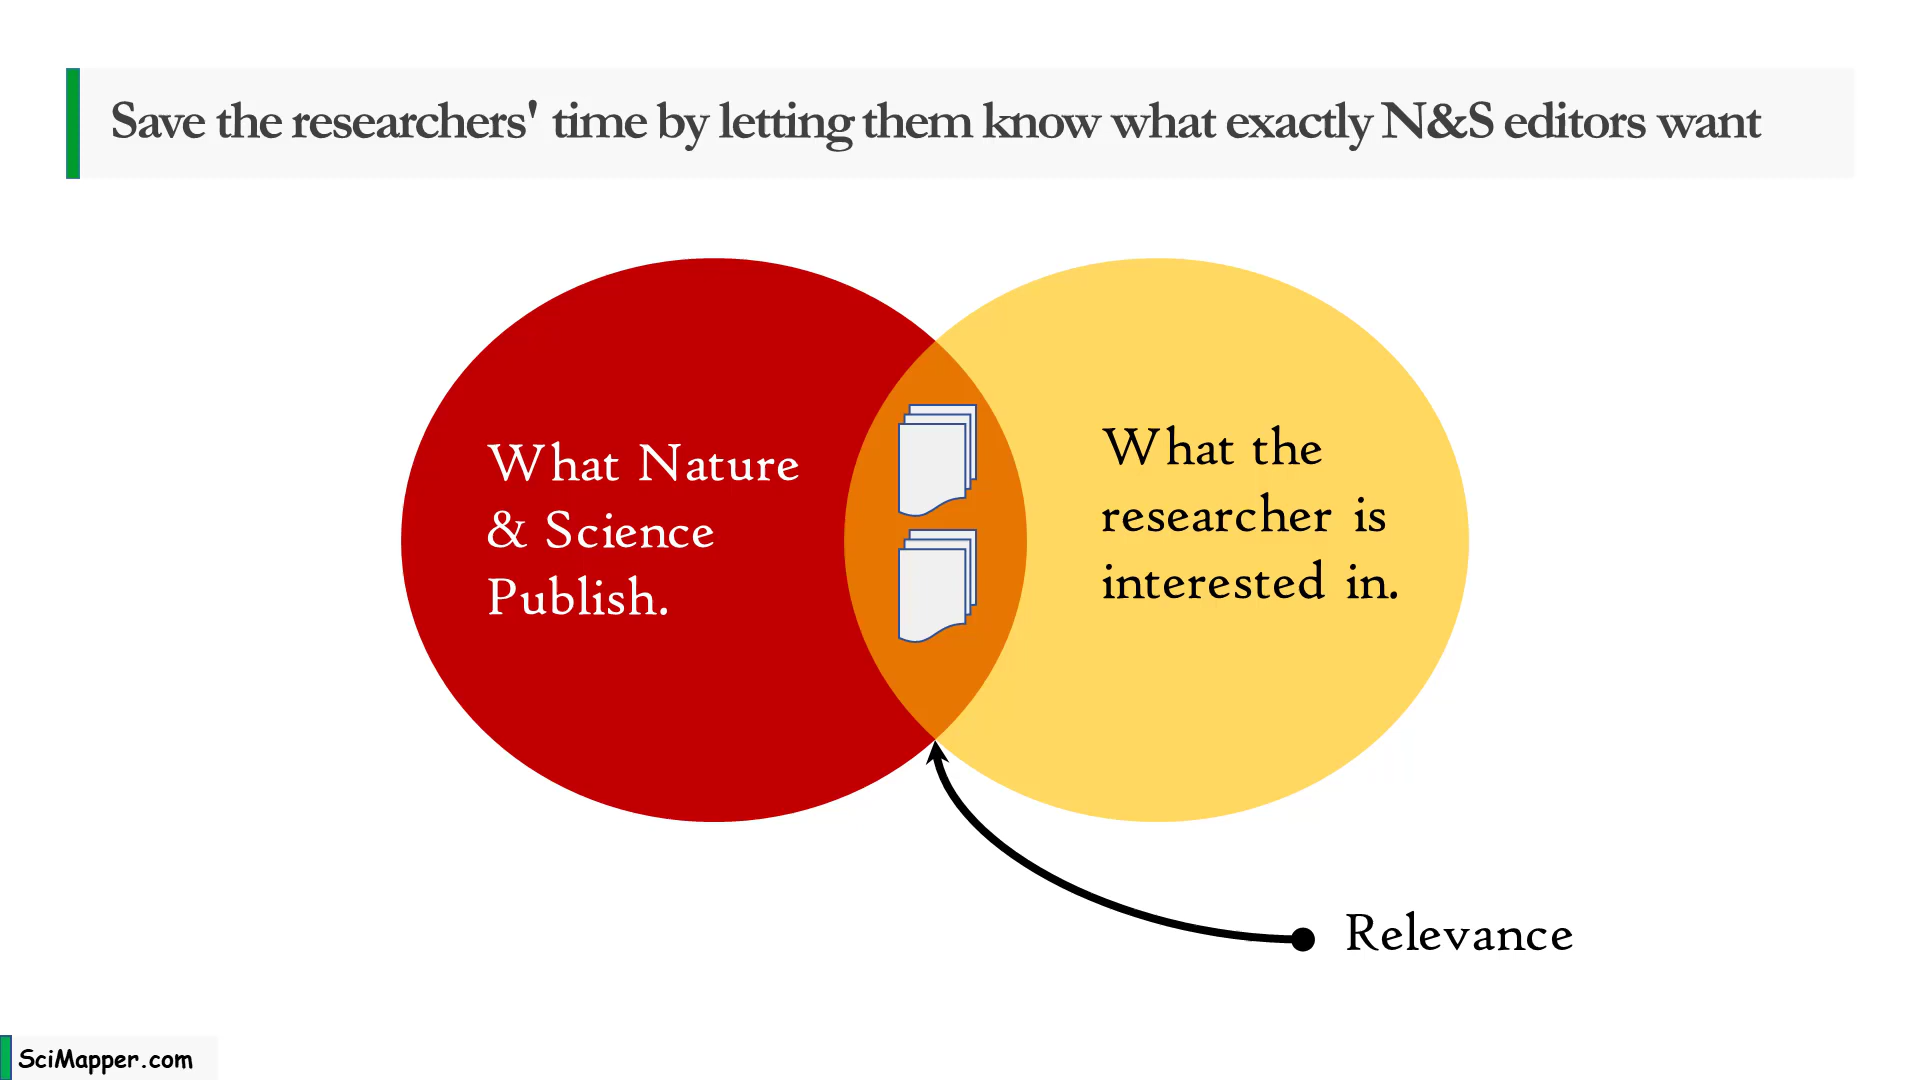 Save the researchers' time by letting them know what exactly N&S editors want
What Nature
& Science
Publish.
What the
researcher is
interested in.
Relevance
SciMapper.com